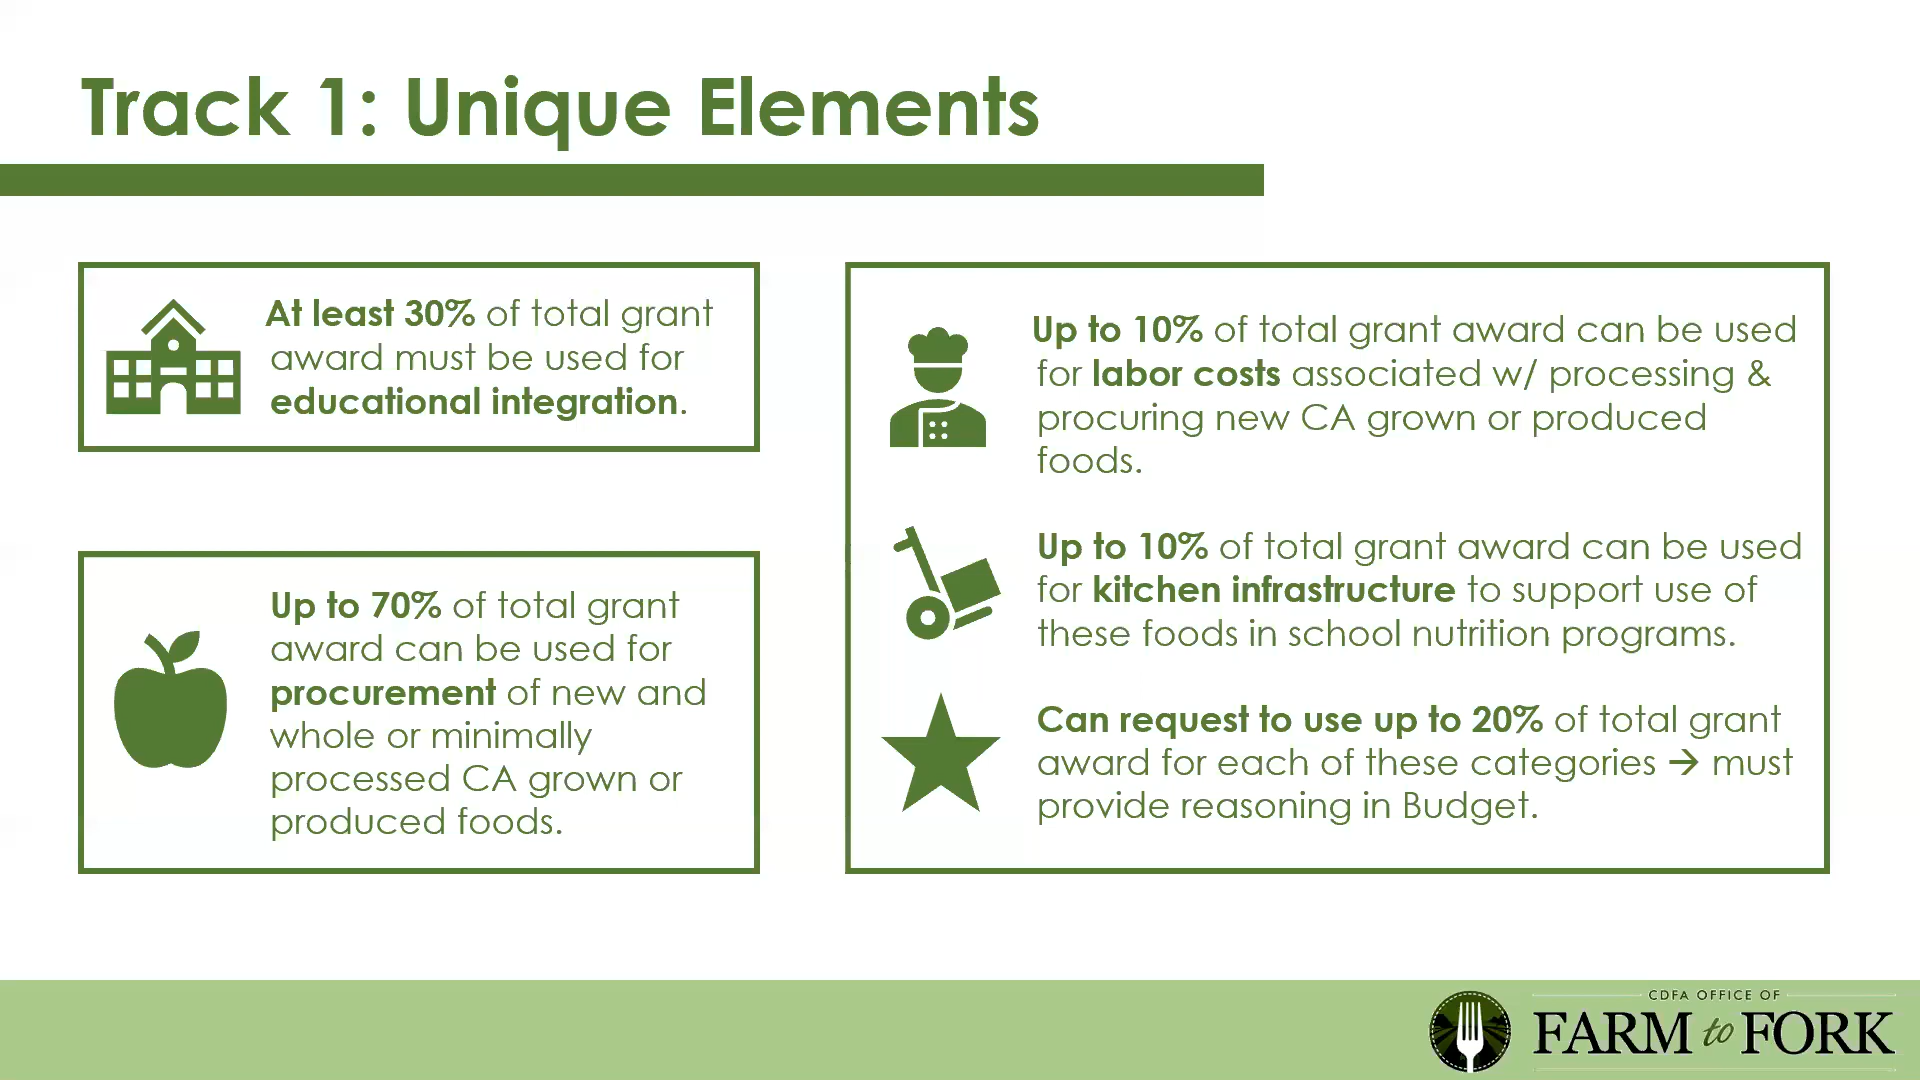 Track 1: Unique Elements
At least 30% of total grant
award must be used for
educational integration.
Up to 70% of total grant
award can be used for
procurement of new and
whole or minimally
processed CA grown or
produced foods.
Up to 10% of total grant award can be used
for labor costs associated w/ processing &
procuring new CA grown or produced
foods.
Up to 10% of total grant award can be used
for kitchen infrastructure to support use of
these foods in school nutrition programs.
Can request to use up to 20% of total grant
award for each of these categories → must
provide reasoning in Budget.
CDFA OFFICE OF
FARM to FORK